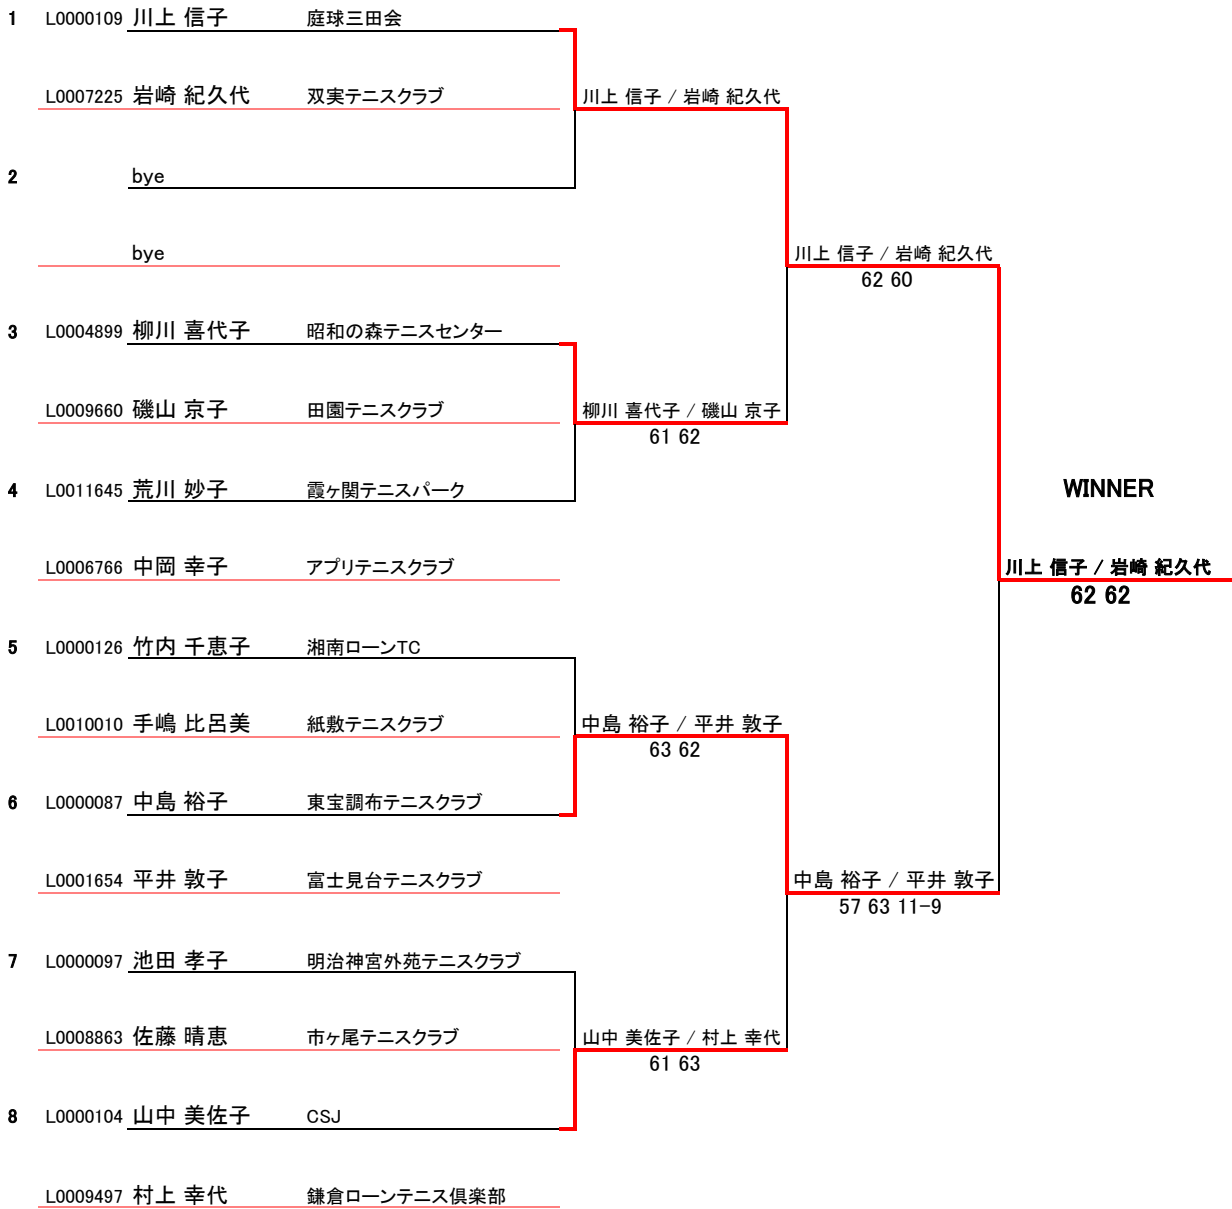 1 L0000109 川上 信子 庭球三田会
L0007225 岩崎 紀久代 双実テニスクラブ 川上 信子 / 岩崎 紀久代
2 bye
bye 川上 信子 / 岩崎 紀久代
62 60
3 L0004899 柳川 喜代子 昭和の森テニスセンター
L0009660 磯山 京子 田園テニスクラブ 柳川 喜代子 / 磯山 京子
61 62
4 L0011645 荒川 妙子 霞ヶ関テニスパーク WINNER
L0006766 中岡 幸子 アプリテニスクラブ 川上 信子 / 岩崎 紀久代
62 62
5 L0000126 竹内 千恵子 湘南ローンTC
L0010010 手嶋 比呂美 紙敷テニスクラブ 中島 裕子 / 平井 敦子
63 62
6 L0000087 中島 裕子 東宝調布テニスクラブ
L0001654 平井 敦子 富士見台テニスクラブ 中島 裕子 / 平井 敦子
57 63 11-9
7 L0000097 池田 孝子 明治神宮外苑テニスクラブ
L0008863 佐藤 晴恵 市ヶ尾テニスクラブ 山中 美佐子 / 村上 幸代
61 63
8 L0000104 山中 美佐子 CSJ
L0009497 村上 幸代 鎌倉ローンテニス倶楽部